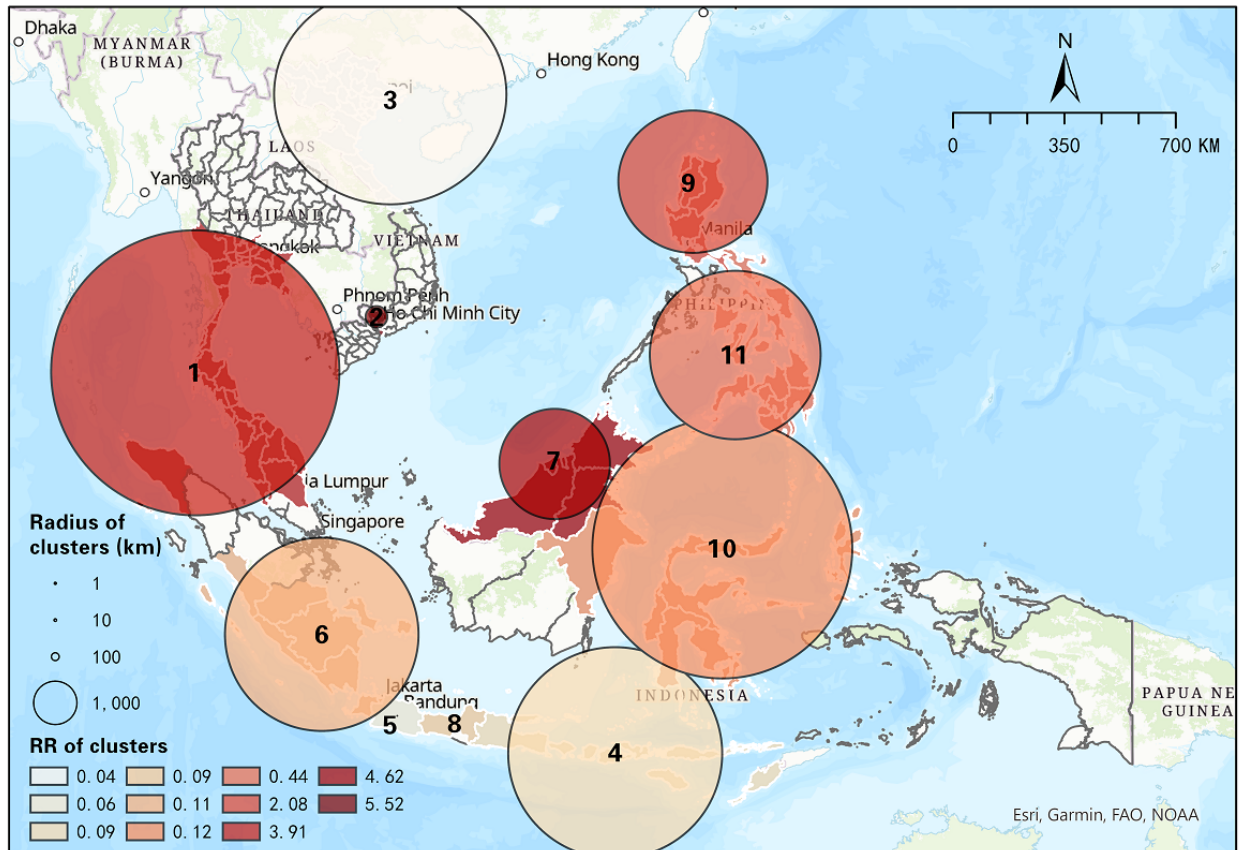 Dhaka
MYANMAR
(BURMA)
Hong Kong
N
3
0 350 700 KM
LAOS
Yangon
9
THAILAND
Manila
VIETNAM
Phnom Penh
2
Ho Chi Minh City
PHILIPPIN
11
1
7
ia Lumpur
Radius of
clusters (km)
Singapore
1
10
10
100
6
1,000
Jakarta
Bandung
INDONESIA
PAPUA NE
GUINEA
5
8
4
RR of clusters
0.04 0.09 0.44 4.62
0.06 0.11 2.08 5.52
0.09 0.12 3.91
Esri, Garmin, FAO, NOAA